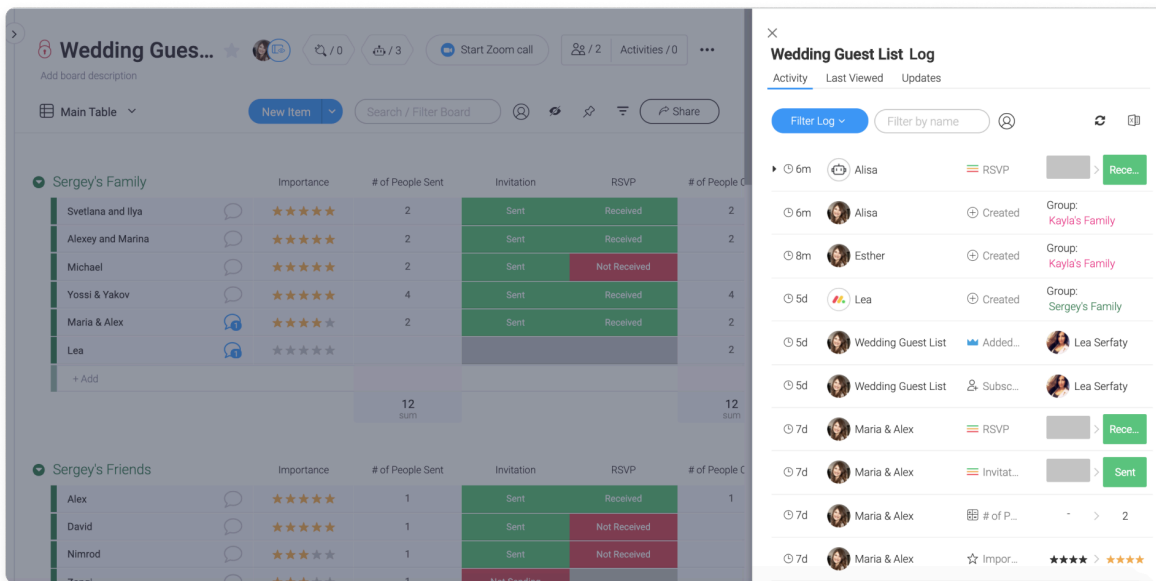 Wedding Gues...
/ 0
/ 3
Start Zoom call
/ 2
Activities / 0
Add board description
Main Table
New Item
Search / Filter Board
Share
Sergey's Family
Importance
# of People Sent
Invitation
RSVP
# of People
Svetlana and Ilya
2
Sent
Received
2
Alexey and Marina
2
Sent
Received
2
Michael
2
Sent
Not Received
Yossi & Yakov
4
Sent
Received
4
Maria & Alex
1
2
Sent
Received
2
Lea
1
2
+ Add
12
sum
12
sum
Sergey's Friends
Importance
# of People Sent
Invitation
RSVP
# of People
Alex
1
Sent
Received
1
David
1
Sent
Not Received
Nimrod
1
Sent
Not Received
Wedding Guest List Log
Activity
Last Viewed
Updates
Filter Log
Filter by name
6m
Alisa
RSVP
Rece...
6m
Alisa
Created
Group:
Kayla's Family
8m
Esther
Created
Group:
Kayla's Family
5d
Lea
Created
Group:
Sergey's Family
5d
Wedding Guest List
Added...
Lea Serfaty
5d
Wedding Guest List
Subsc...
Lea Serfaty
7d
Maria & Alex
RSVP
Rece...
7d
Maria & Alex
Invitat...
Sent
7d
Maria & Alex
# of P...
-
2
7d
Maria & Alex
Impor...